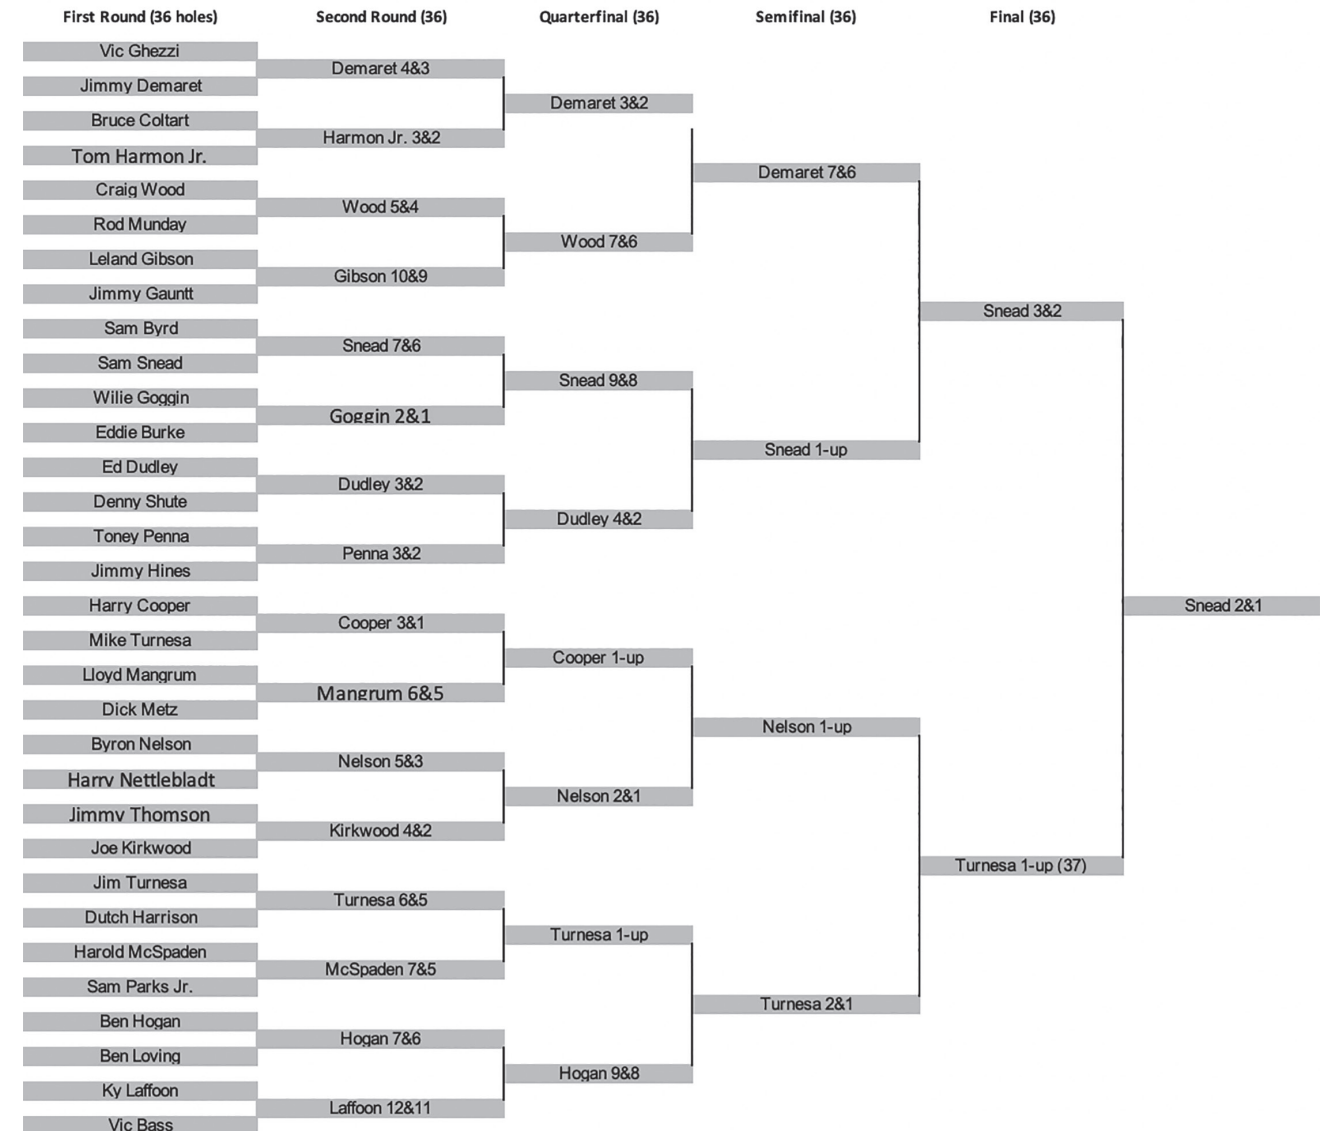 First Round (36 holes) Second Round (36) Quarterfinal (36) Semifinal (36) Final (36)
Vic Ghezzi
Demaret 4&3
Jimmy Demaret
Demaret 3&2
Bruce Coltart
Harmon Jr. 3&2
Tom Harmon Jr.
Demaret 7&6
Craig Wood
Wood 5&4
Rod Munday
Wood 7&6
Leland Gibson
Gibson 10&9
Jimmy Gauntt
Snead 3&2
Sam Byrd
Snead 7&6
Sam Snead
Snead 9&8
Wilie Goggin
Goggin 2&1
Eddie Burke
Snead 1-up
Ed Dudley
Dudley 3&2
Denny Shute
Dudley 4&2
Toney Penna
Penna 3&2
Jimmy Hines
Harry Cooper
Snead 2&1
Cooper 3&1
Mike Turnesa
Cooper 1-up
Lloyd Mangrum
Mangrum 6&5
Dick Metz
Nelson 1-up
Byron Nelson
Nelson 5&3
Harry Nettlebladt
Nelson 2&1
Jimmy Thomson
Kirkwood 4&2
Joe Kirkwood
Turnesa 1-up (37)
Jim Turnesa
Turnesa 6&5
Dutch Harrison
Turnesa 1-up
Harold McSpaden
McSpaden 7&5
Sam Parks Jr.
Turnesa 2&1
Ben Hogan
Hogan 7&6
Ben Loving
Hogan 9&8
Ky Laffoon
Laffoon 12&11
Vic Bass